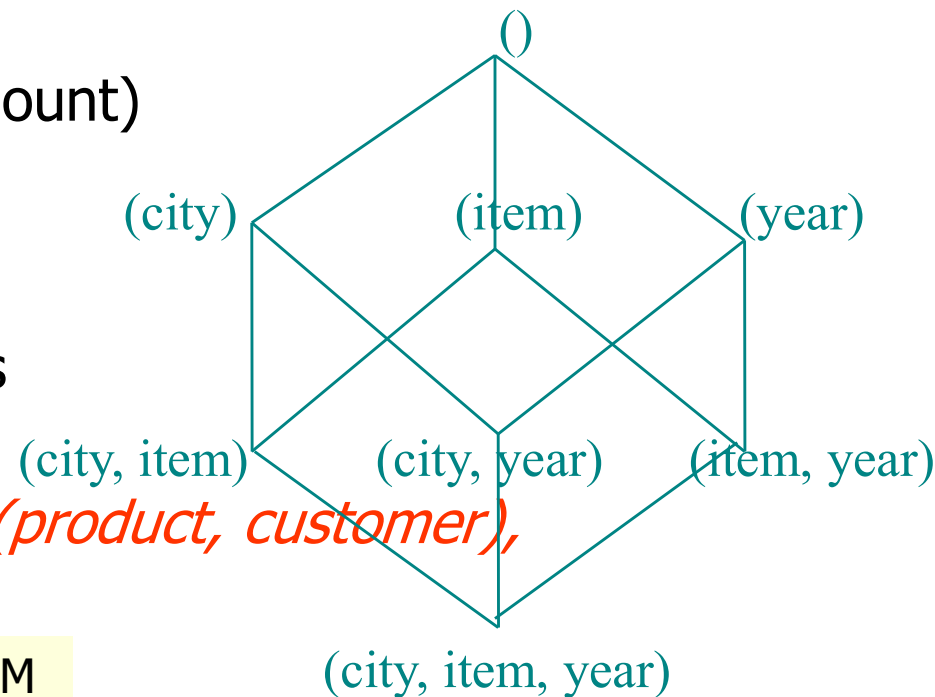 ()
ount)
(city) (item) (year)
s
(city, item) (city, year) (item, year)
(product, customer),
M
(city, item, year)